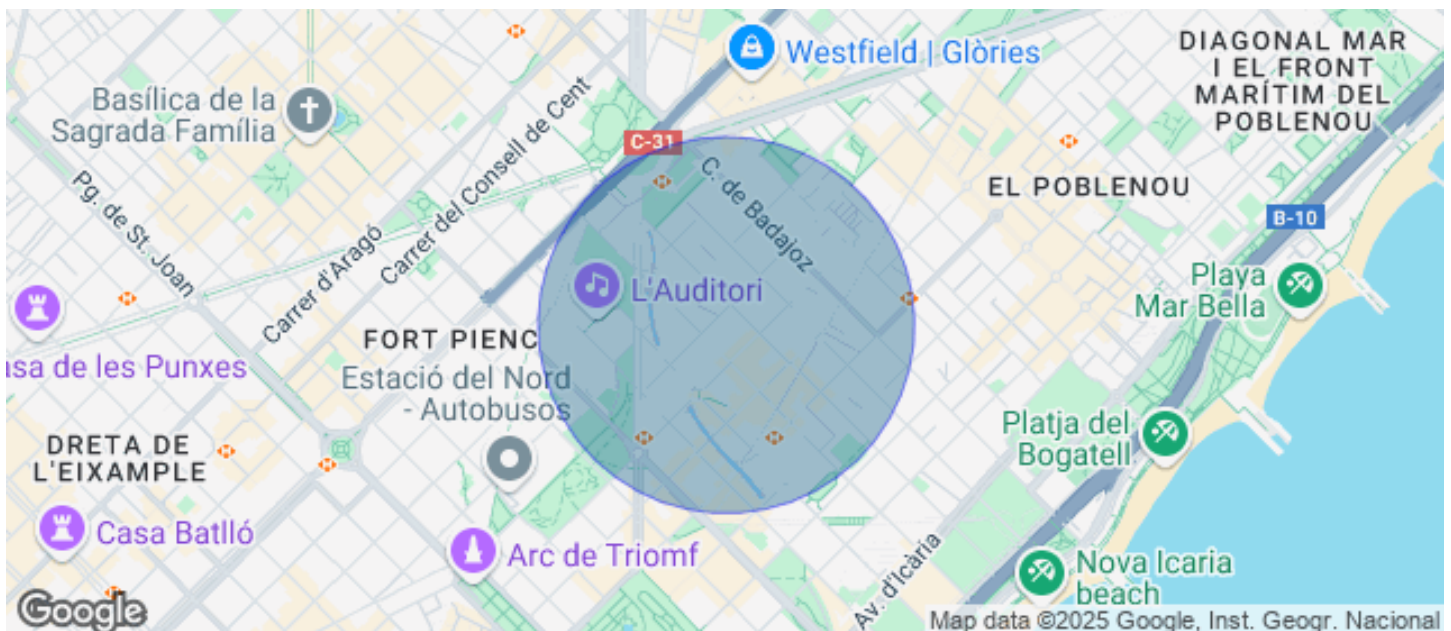 Westfield | Glòries
DIAGONAL MAR
I EL FRONT
MARÍTIM DEL
POBLENOU
Basílica de la
Sagrada Família
Carrer del Consell de Cent
C-31
C. de Badajoz
EL POBLENOU
Pg. de St. Joan
Carrer d'Aragó
B-10
L'Auditori
Playa
Mar Bella
FORT PIENC
asa de les Punxes
Estació del Nord
- Autobusos
DRETA DE
L'EIXAMPLE
Platja del
Bogatell
Casa Batlló
Arc de Triomf
Av. d'Icària
Nova Icaria
beach
Google
Map data ©2025 Google, Inst. Geogr. Nacional